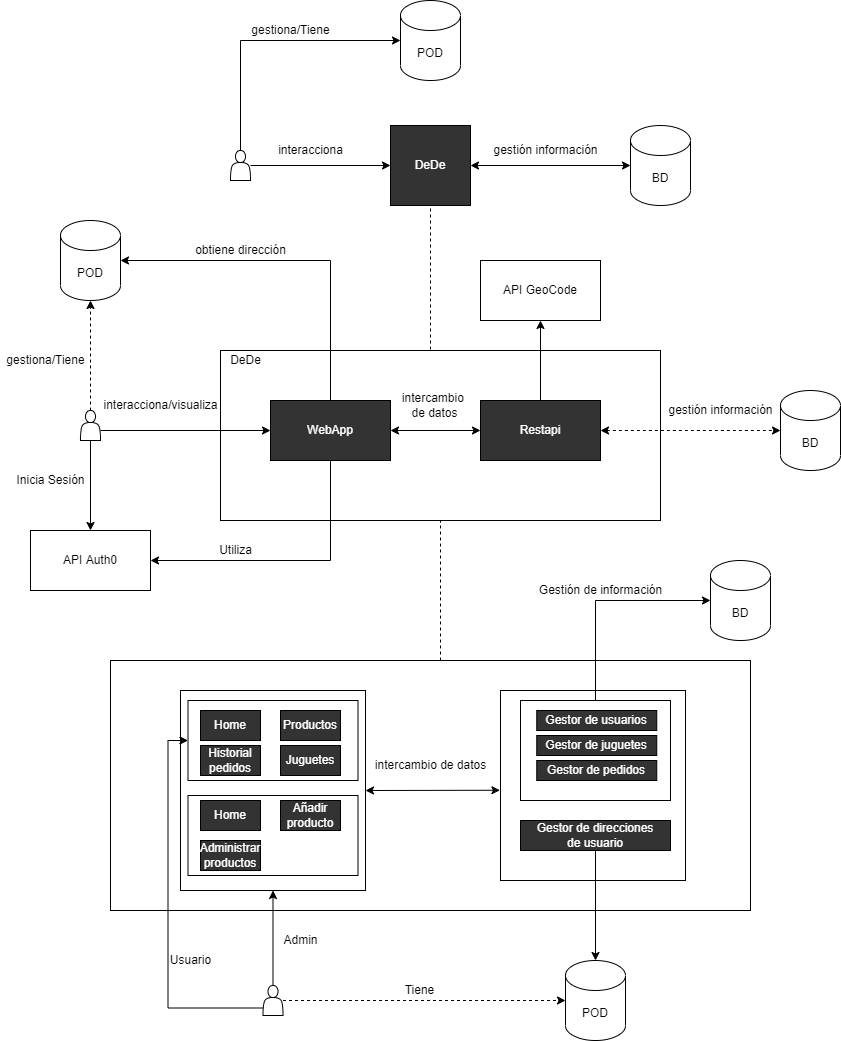 gestiona/Tiene
POD
interacciona
DeDe
gestión información
BD
POD
obtiene dirección
API GeoCode
gestiona/Tiene
DeDe
interacciona/visualiza
WebApp
intercambio
de datos
Restapi
gestión información
BD
Inicia Sesión
API Auth0
Utiliza
Gestión de información
BD
Home
Productos
Historial
pedidos
Juguetes
Home
Añadir
producto
Administrar
productos
intercambio de datos
Gestor de usuarios
Gestor de juguetes
Gestor de pedidos
Gestor de direcciones
de usuario
Usuario
Admin
Tiene
POD